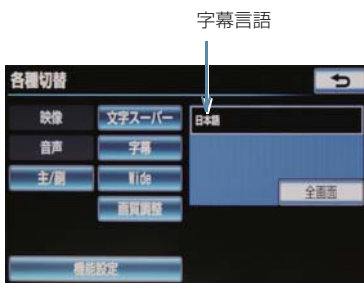 字幕言語
各種切替
映像 文字スーパー 日本語
音声 字幕
主/副 Wide
全画面
画質調整
機能設定